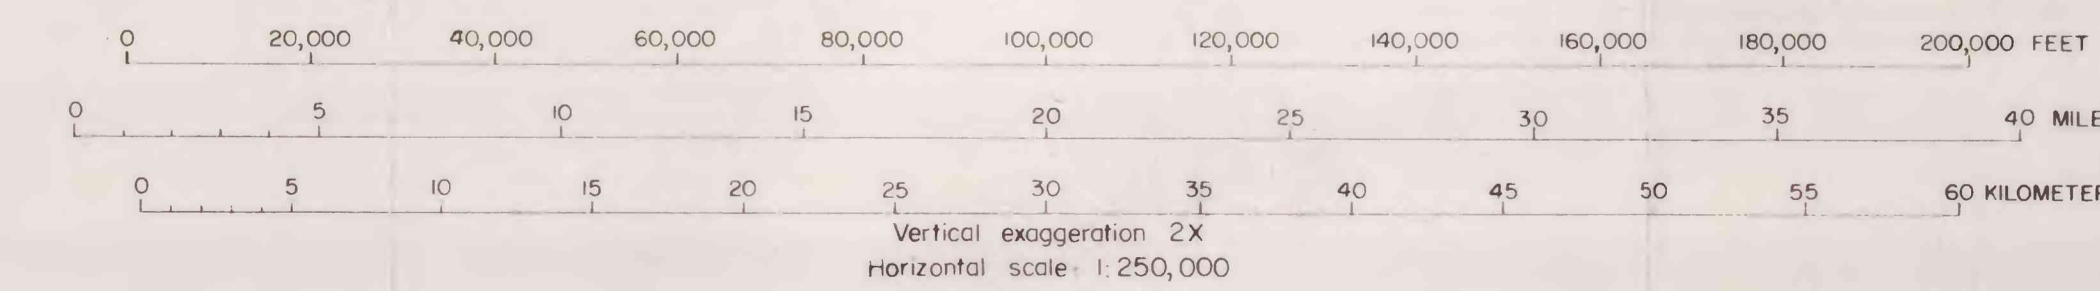 0 20,000 40,000 60,000 80,000 100,000 120,000 140,000 160,000 180,000 200,000 FEET
0 5 10 15 20 25 30 35 40 MILE
0 5 10 15 20 25 30 35 40 45 50 55 60 KILOMETER
Vertical exaggeration 2X
Horizontal scale 1:250,000